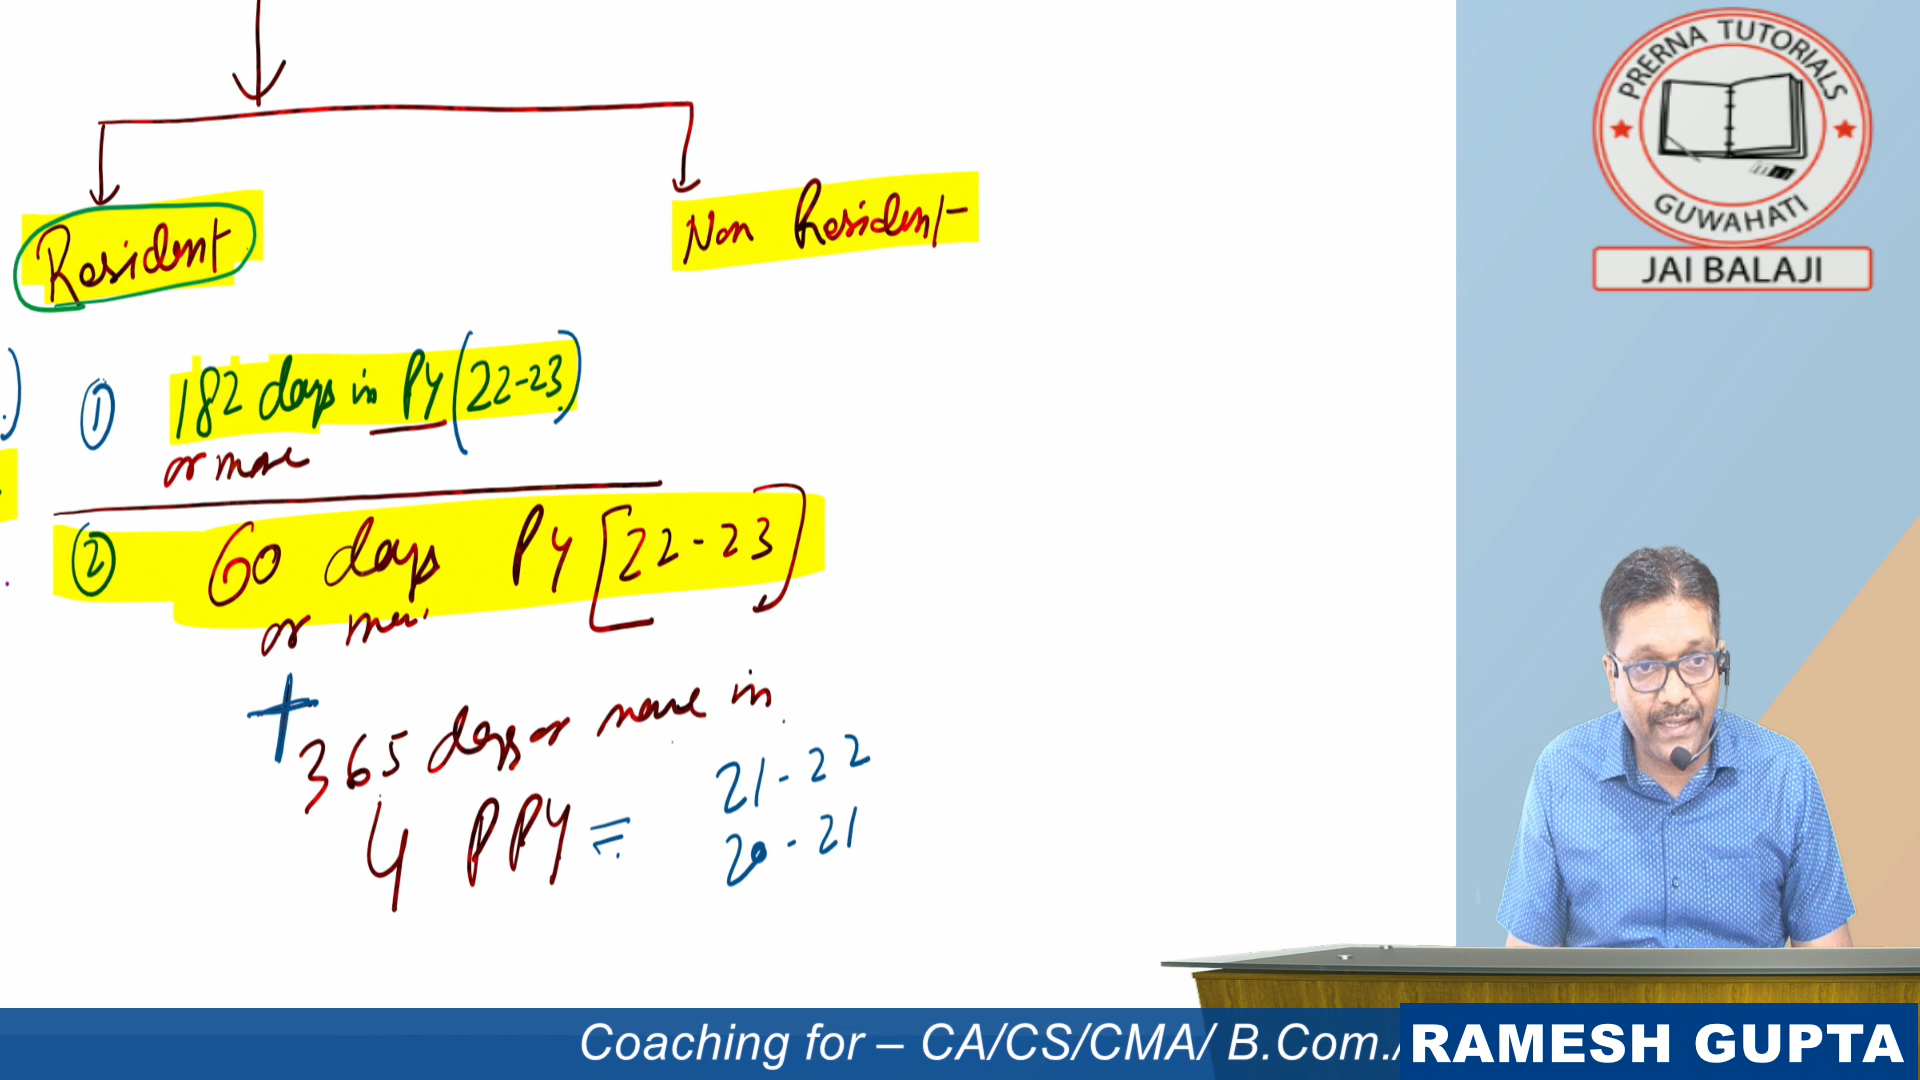 PRERNA TUTORIALS
GUWAHATI
JAI BALAJI
Resident
Non Resident
① 182 days in PY (22-23)
or more
② 60 days PY [22-23]
or mor
+
365 days or more in
4 PPY = 21-22
20-21
Coaching for – CA/CS/CMA/ B.Com./
RAMESH GUPTA